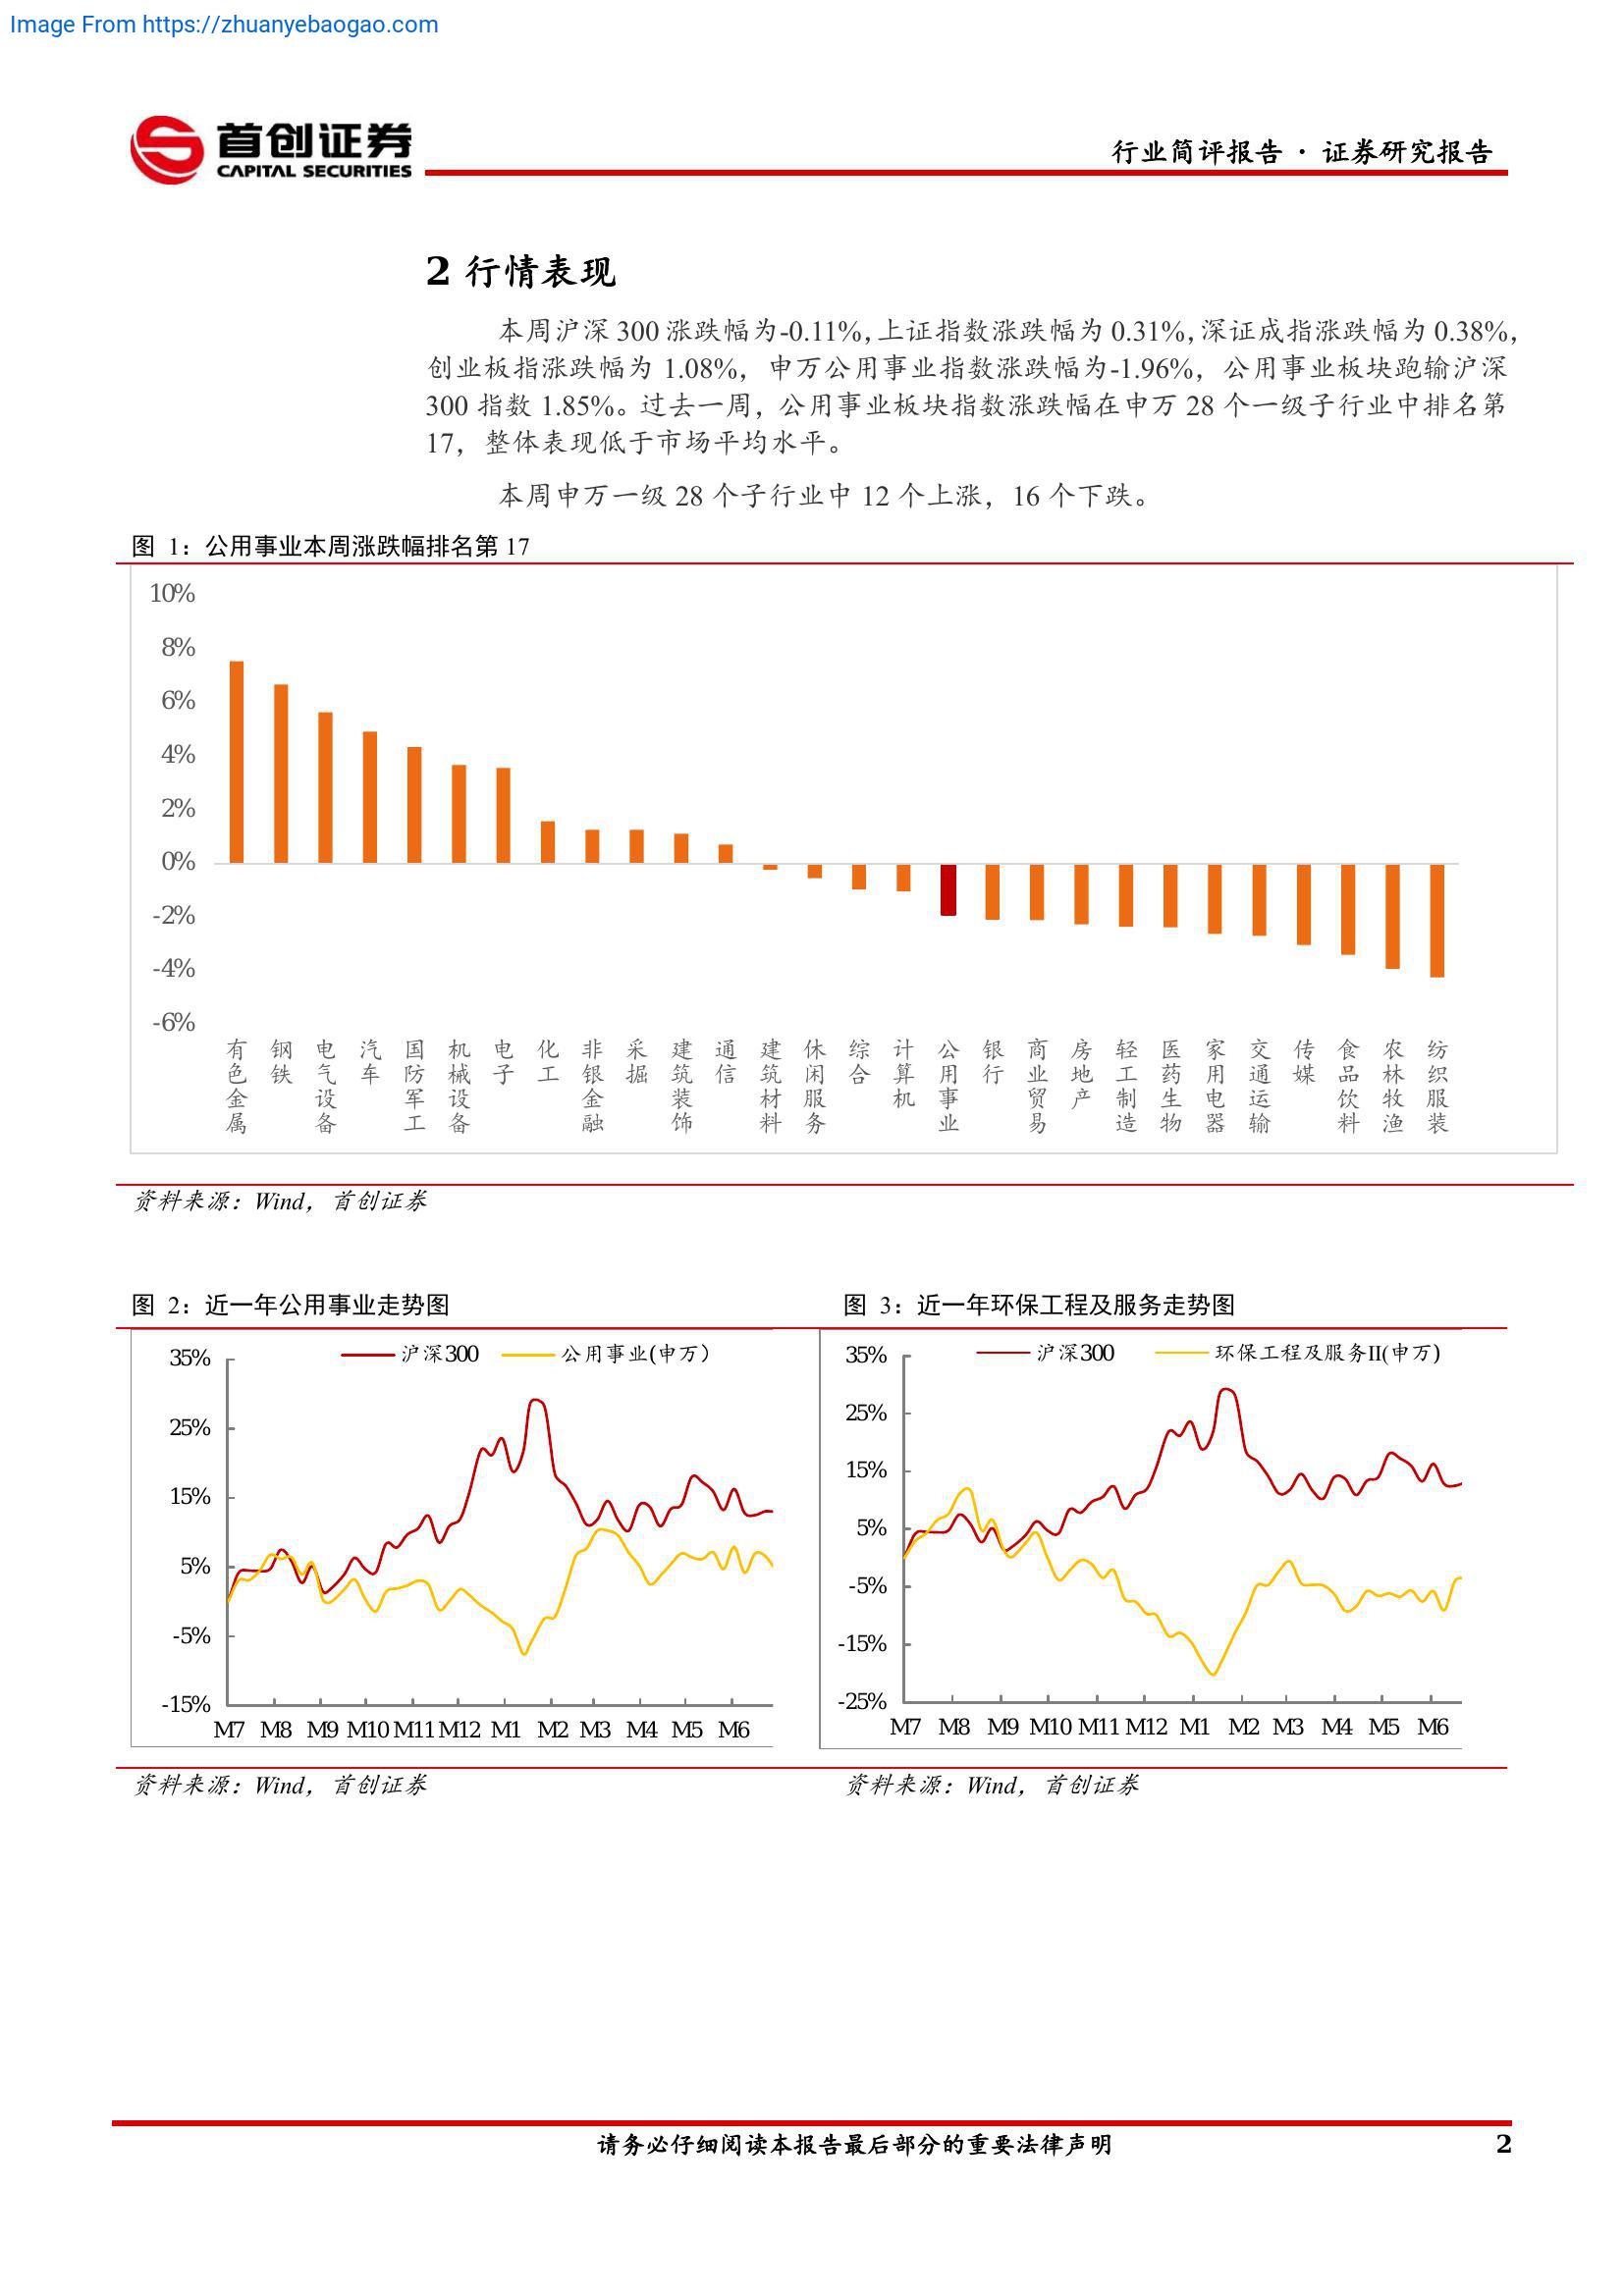 Image From https://zhuanyebaogao.com
首创证券
CAPITAL SECURITIES
行业简评报告 · 证券研究报告
2 行情表现
本周沪深 300 涨跌幅为-0.11%，上证指数涨跌幅为 0.31%，深证成指涨跌幅为 0.38%，
创业板指涨跌幅为 1.08%，申万公用事业指数涨跌幅为-1.96%，公用事业板块跑输沪深
300 指数 1.85%。过去一周，公用事业板块指数涨跌幅在申万 28 个一级子行业中排名第
17，整体表现低于市场平均水平。
本周申万一级 28 个子行业中 12 个上涨，16 个下跌。
图 1：公用事业本周涨跌幅排名第 17
10%
8%
6%
4%
2%
0%
-2%
-4%
-6%
有色金属 钢铁 电气设备 汽车 国防军工 机械设备 电子 化工 非银金融 采掘 建筑装饰 通信 建筑材料 休闲服务 综合 计算机 公用事业 银行 商业贸易 房地产 轻工制造 医药生物 家用电器 交通运输 传媒 食品饮料 农林牧渔 纺织服装
资料来源：Wind，首创证券
图 2：近一年公用事业走势图
沪深300 公用事业(申万）
35%
25%
15%
5%
-5%
-15%
M7 M8 M9 M10 M11 M12 M1 M2 M3 M4 M5 M6
资料来源：Wind，首创证券
图 3：近一年环保工程及服务走势图
沪深300 环保工程及服务II(申万)
35%
25%
15%
5%
-5%
-15%
-25%
M7 M8 M9 M10 M11 M12 M1 M2 M3 M4 M5 M6
资料来源：Wind，首创证券
请务必仔细阅读本报告最后部分的重要法律声明
2